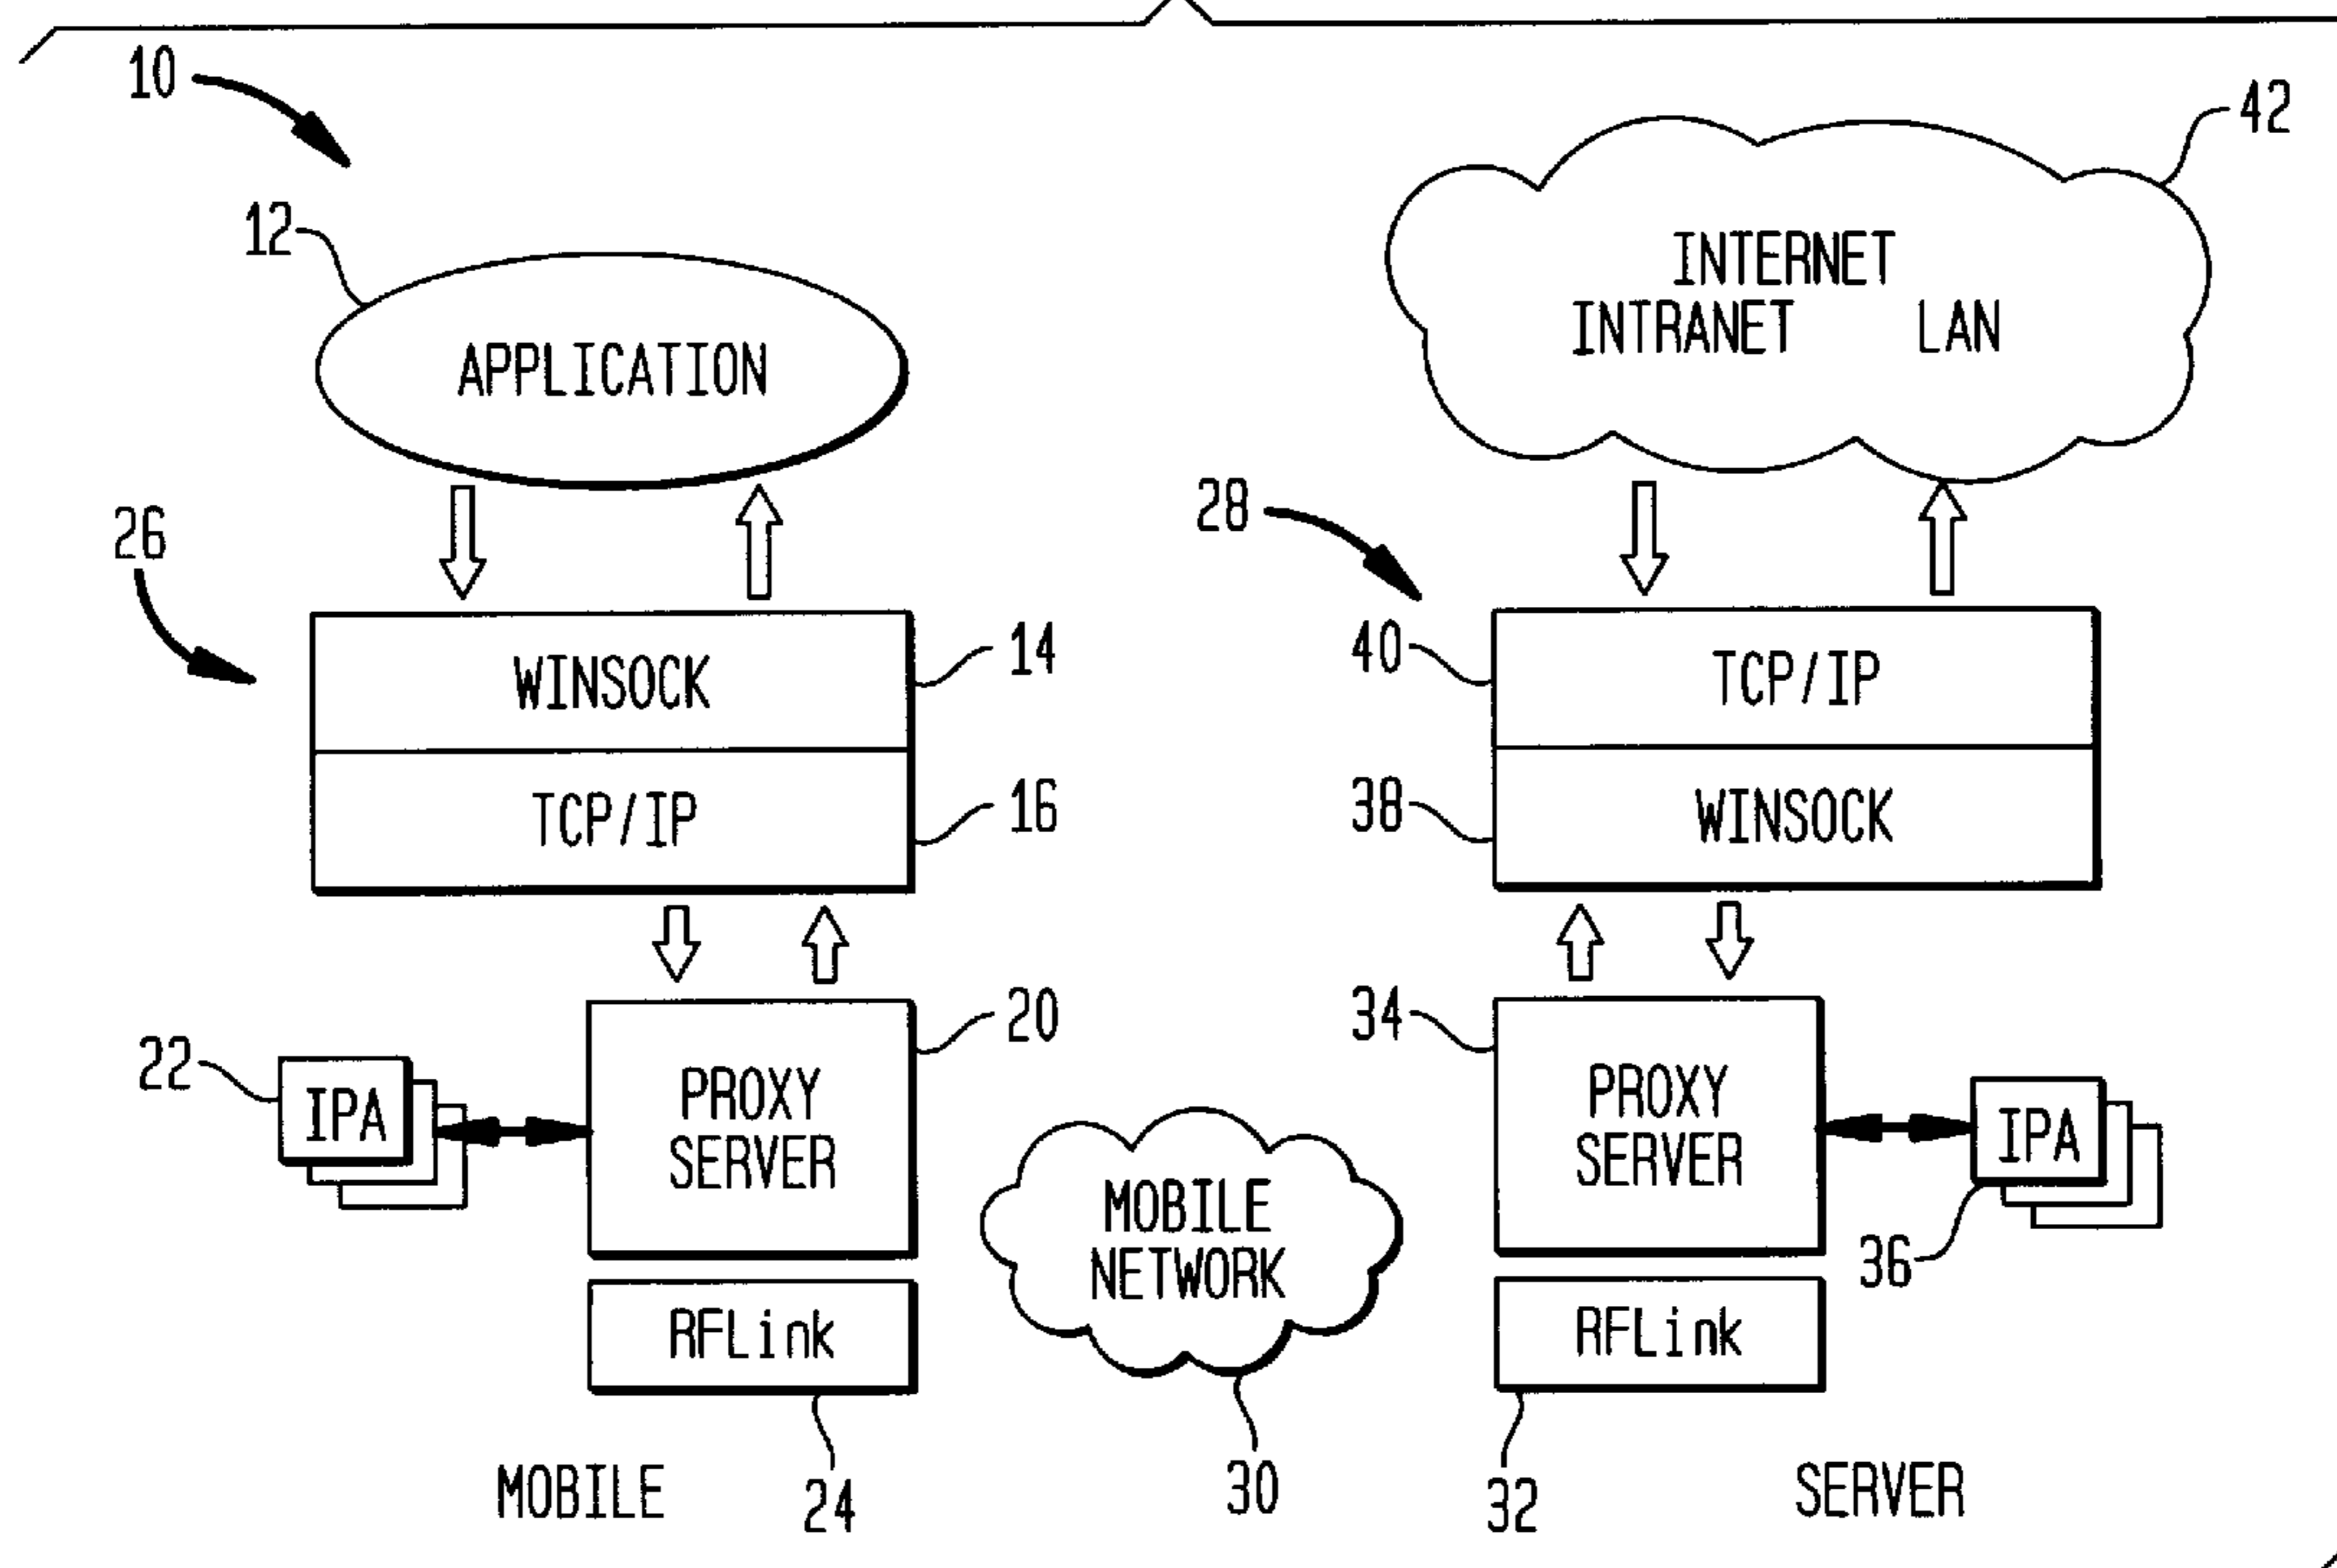 10
42
12
INTERNET
INTRANET LAN
APPLICATION
26
28
WINSOCK
14
40
TCP/IP
TCP/IP
16
38
WINSOCK
22
IPA
20
PROXY
SERVER
34
PROXY
SERVER
IPA
36
MOBILE
NETWORK
RFLink
RFLink
24
30
32
MOBILE
SERVER